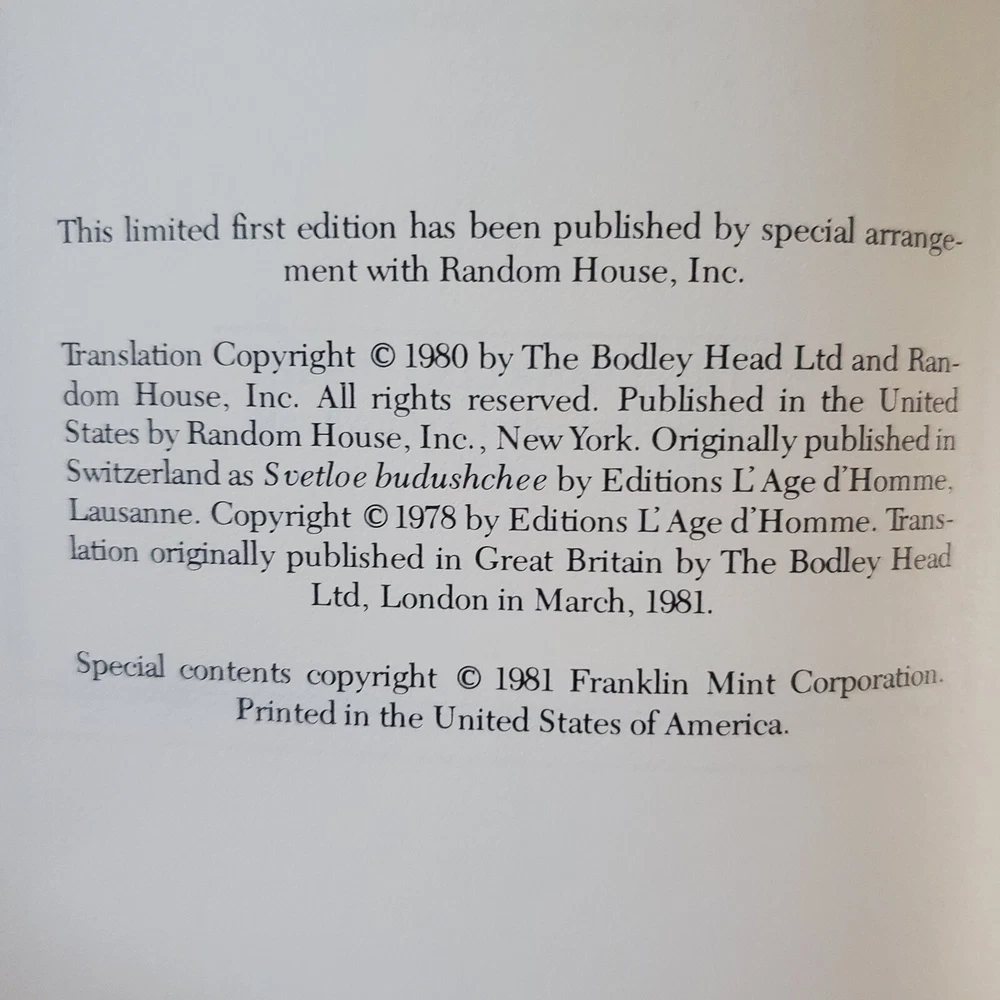 This limited first edition has been published by special arrange-
ment with Random House, Inc.
Translation Copyright © 1980 by The Bodley Head Ltd and Ran-
dom House, Inc. All rights reserved. Published in the United
States by Random House, Inc., New York. Originally published in
Switzerland as Svetloe budushchee by Editions L'Age d'Homme,
Lausanne. Copyright © 1978 by Editions L'Age d'Homme. Trans-
lation originally published in Great Britain by The Bodley Head
Ltd, London in March, 1981.
Special contents copyright © 1981 Franklin Mint Corporation.
Printed in the United States of America.